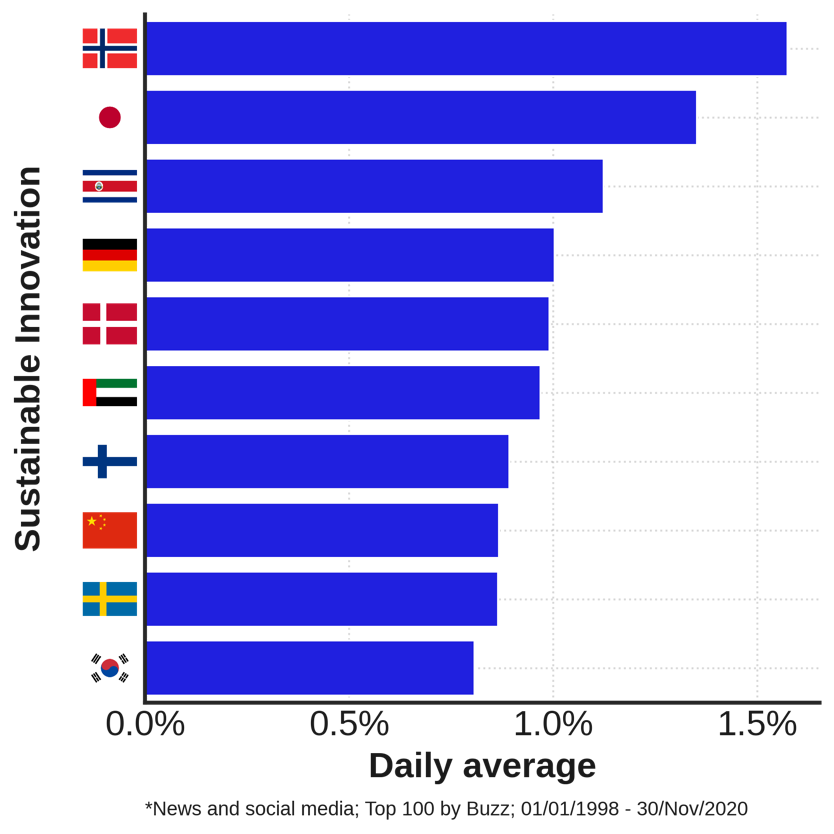 Sustainable Innovation
0.0% 0.5% 1.0% 1.5%
Daily average
*News and social media; Top 100 by Buzz; 01/01/1998 - 30/Nov/2020